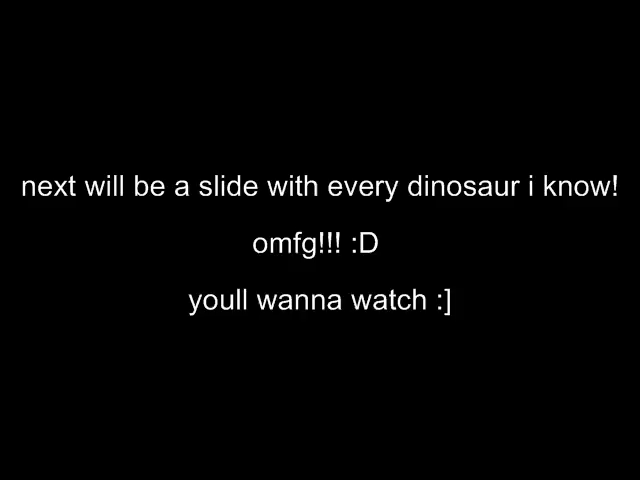 next will be a slide with every dinosaur i know!
omfg!!! :D
youll wanna watch :]